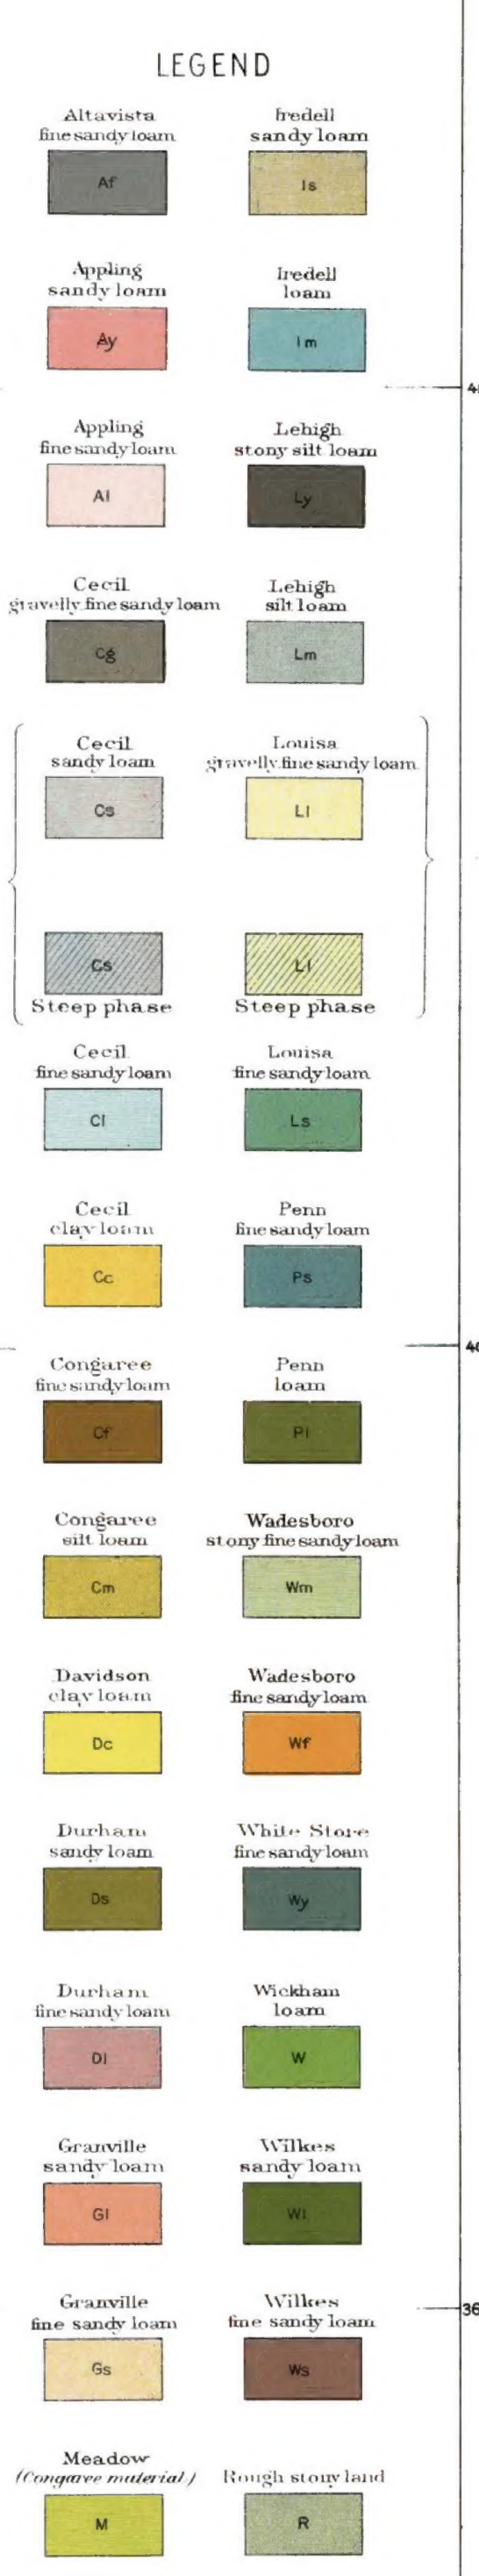 LEGEND
Altavista
fine sandy loam
Af
Appling
sandy loam
Ay
Appling
fine sandy loam
Al
Cecil
gravelly fine sandy loam
Cg
Cecil
sandy loam
Cs
Cs
Steep phase
Cecil
fine sandy loam
Cl
Cecil
clay loam
Cc
Congaree
fine sandy loam
Cf
Congaree
silt loam
Cm
Davidson
clay loam
Dc
Durham
sandy loam
Ds
Durham
fine sandy loam
Dl
Granville
sandy loam
Gl
Granville
fine sandy loam
Gs
Meadow
(Congaree material)
M
Iredell
sandy loam
Is
Iredell
loam
Im
Lehigh
stony silt loam
Ly
Lehigh
silt loam
Lm
Louisa
gravelly fine sandy loam
Ll
Ll
Steep phase
Louisa
fine sandy loam
Ls
Penn
fine sandy loam
Ps
Penn
loam
Pl
Wadesboro
stony fine sandy loam
Wm
Wadesboro
fine sandy loam
Wf
White Store
fine sandy loam
Wy
Wickham
loam
W
Wilkes
sandy loam
Wl
Wilkes
fine sandy loam
Ws
Rough stony land
R
40
36